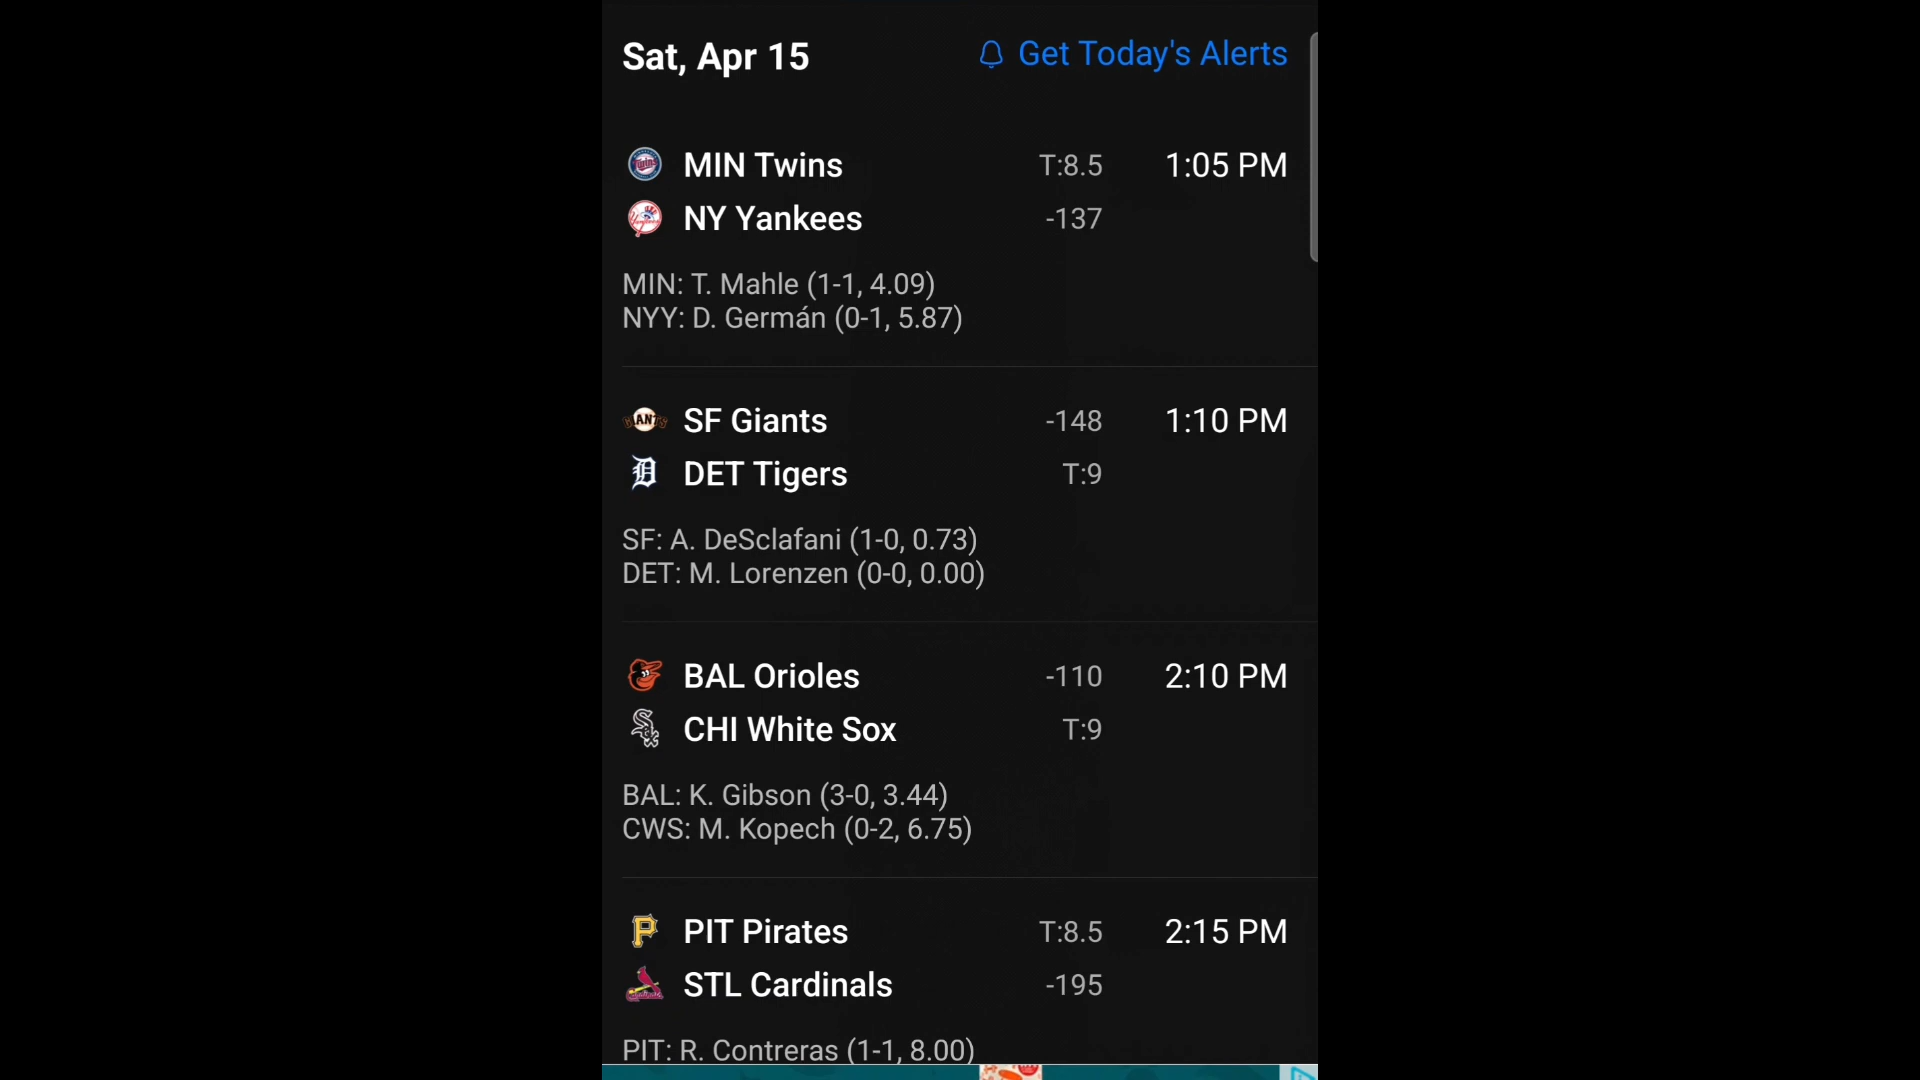 Sat, Apr 15
Get Today's Alerts
MIN Twins T:8.5 1:05 PM
NY Yankees -137
MIN: T. Mahle (1-1, 4.09)
NYY: D. Germán (0-1, 5.87)
SF Giants -148 1:10 PM
DET Tigers T:9
SF: A. DeSclafani (1-0, 0.73)
DET: M. Lorenzen (0-0, 0.00)
BAL Orioles -110 2:10 PM
CHI White Sox T:9
BAL: K. Gibson (3-0, 3.44)
CWS: M. Kopech (0-2, 6.75)
PIT Pirates T:8.5 2:15 PM
STL Cardinals -195
PIT: R. Contreras (1-1, 8.00)